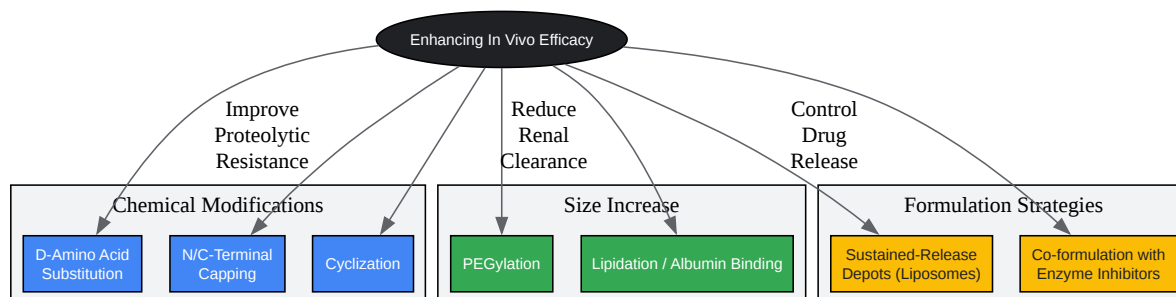 Enhancing In Vivo Efficacy
Improve
Proteolytic
Resistance
Reduce
Renal
Clearance
Control
Drug
Release
Chemical Modifications
D-Amino Acid
Substitution
N/C-Terminal
Capping
Cyclization
Size Increase
PEGylation
Lipidation / Albumin Binding
Formulation Strategies
Sustained-Release
Depots (Liposomes)
Co-formulation with
Enzyme Inhibitors